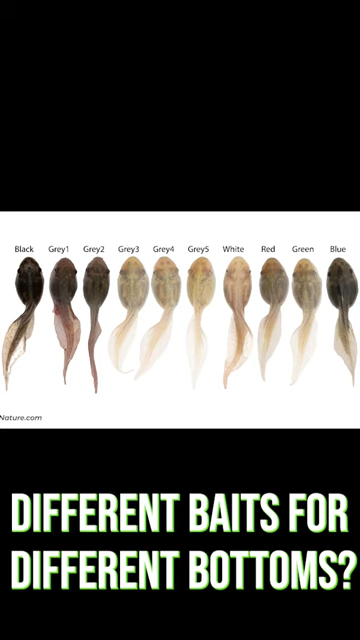 Black Grey1 Grey2 Grey3 Grey4 Grey5 White Red Green Blue
Nature.com
DIFFERENT BAITS FOR
DIFFERENT BOTTOMS?